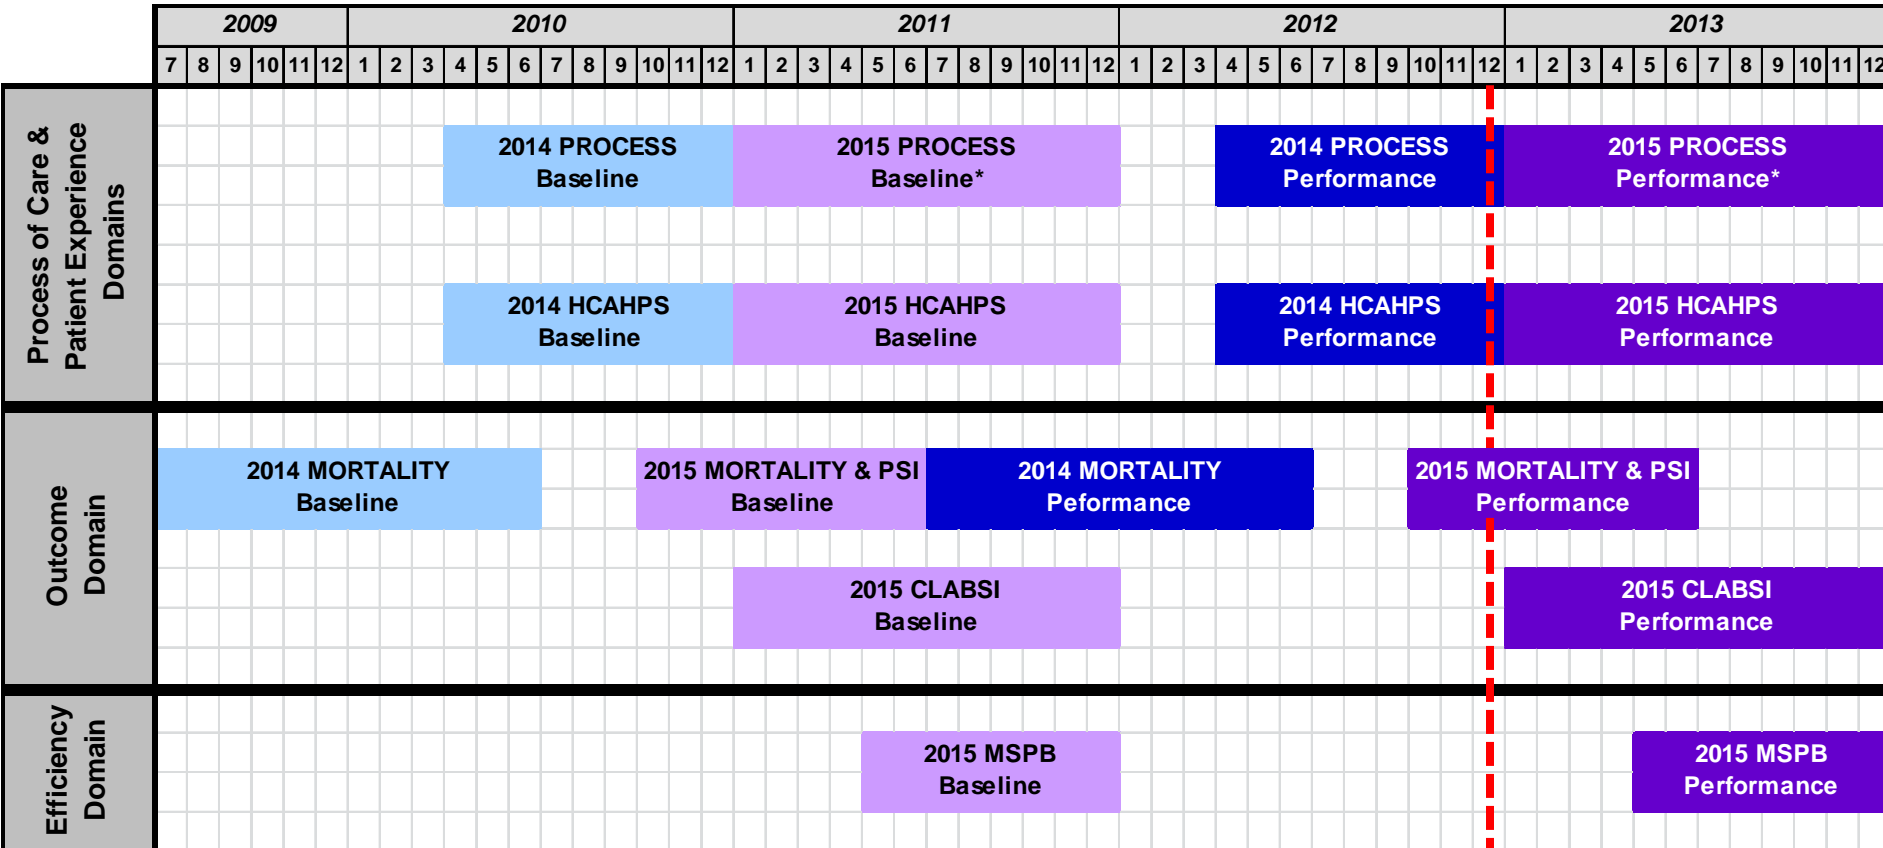 2009 2010 2011 2012 2013
7 8 9 10 11 12 1 2 3 4 5 6 7 8 9 10 11 12 1 2 3 4 5 6 7 8 9 10 11 12 1 2 3 4 5 6 7 8 9 10 11 12 1 2 3 4 5 6 7 8 9 10 11 12
Process of Care &
Patient Experience
Domains
2014 PROCESS
Baseline
2015 PROCESS
Baseline*
2014 PROCESS
Performance
2015 PROCESS
Performance*
2014 HCAHPS
Baseline
2015 HCAHPS
Baseline
2014 HCAHPS
Performance
2015 HCAHPS
Performance
Outcome
Domain
2014 MORTALITY
Baseline
2015 MORTALITY & PSI
Baseline
2014 MORTALITY
Peformance
2015 MORTALITY & PSI
Performance
2015 CLABSI
Baseline
2015 CLABSI
Performance
Efficiency
Domain
2015 MSPB
Baseline
2015 MSPB
Performance